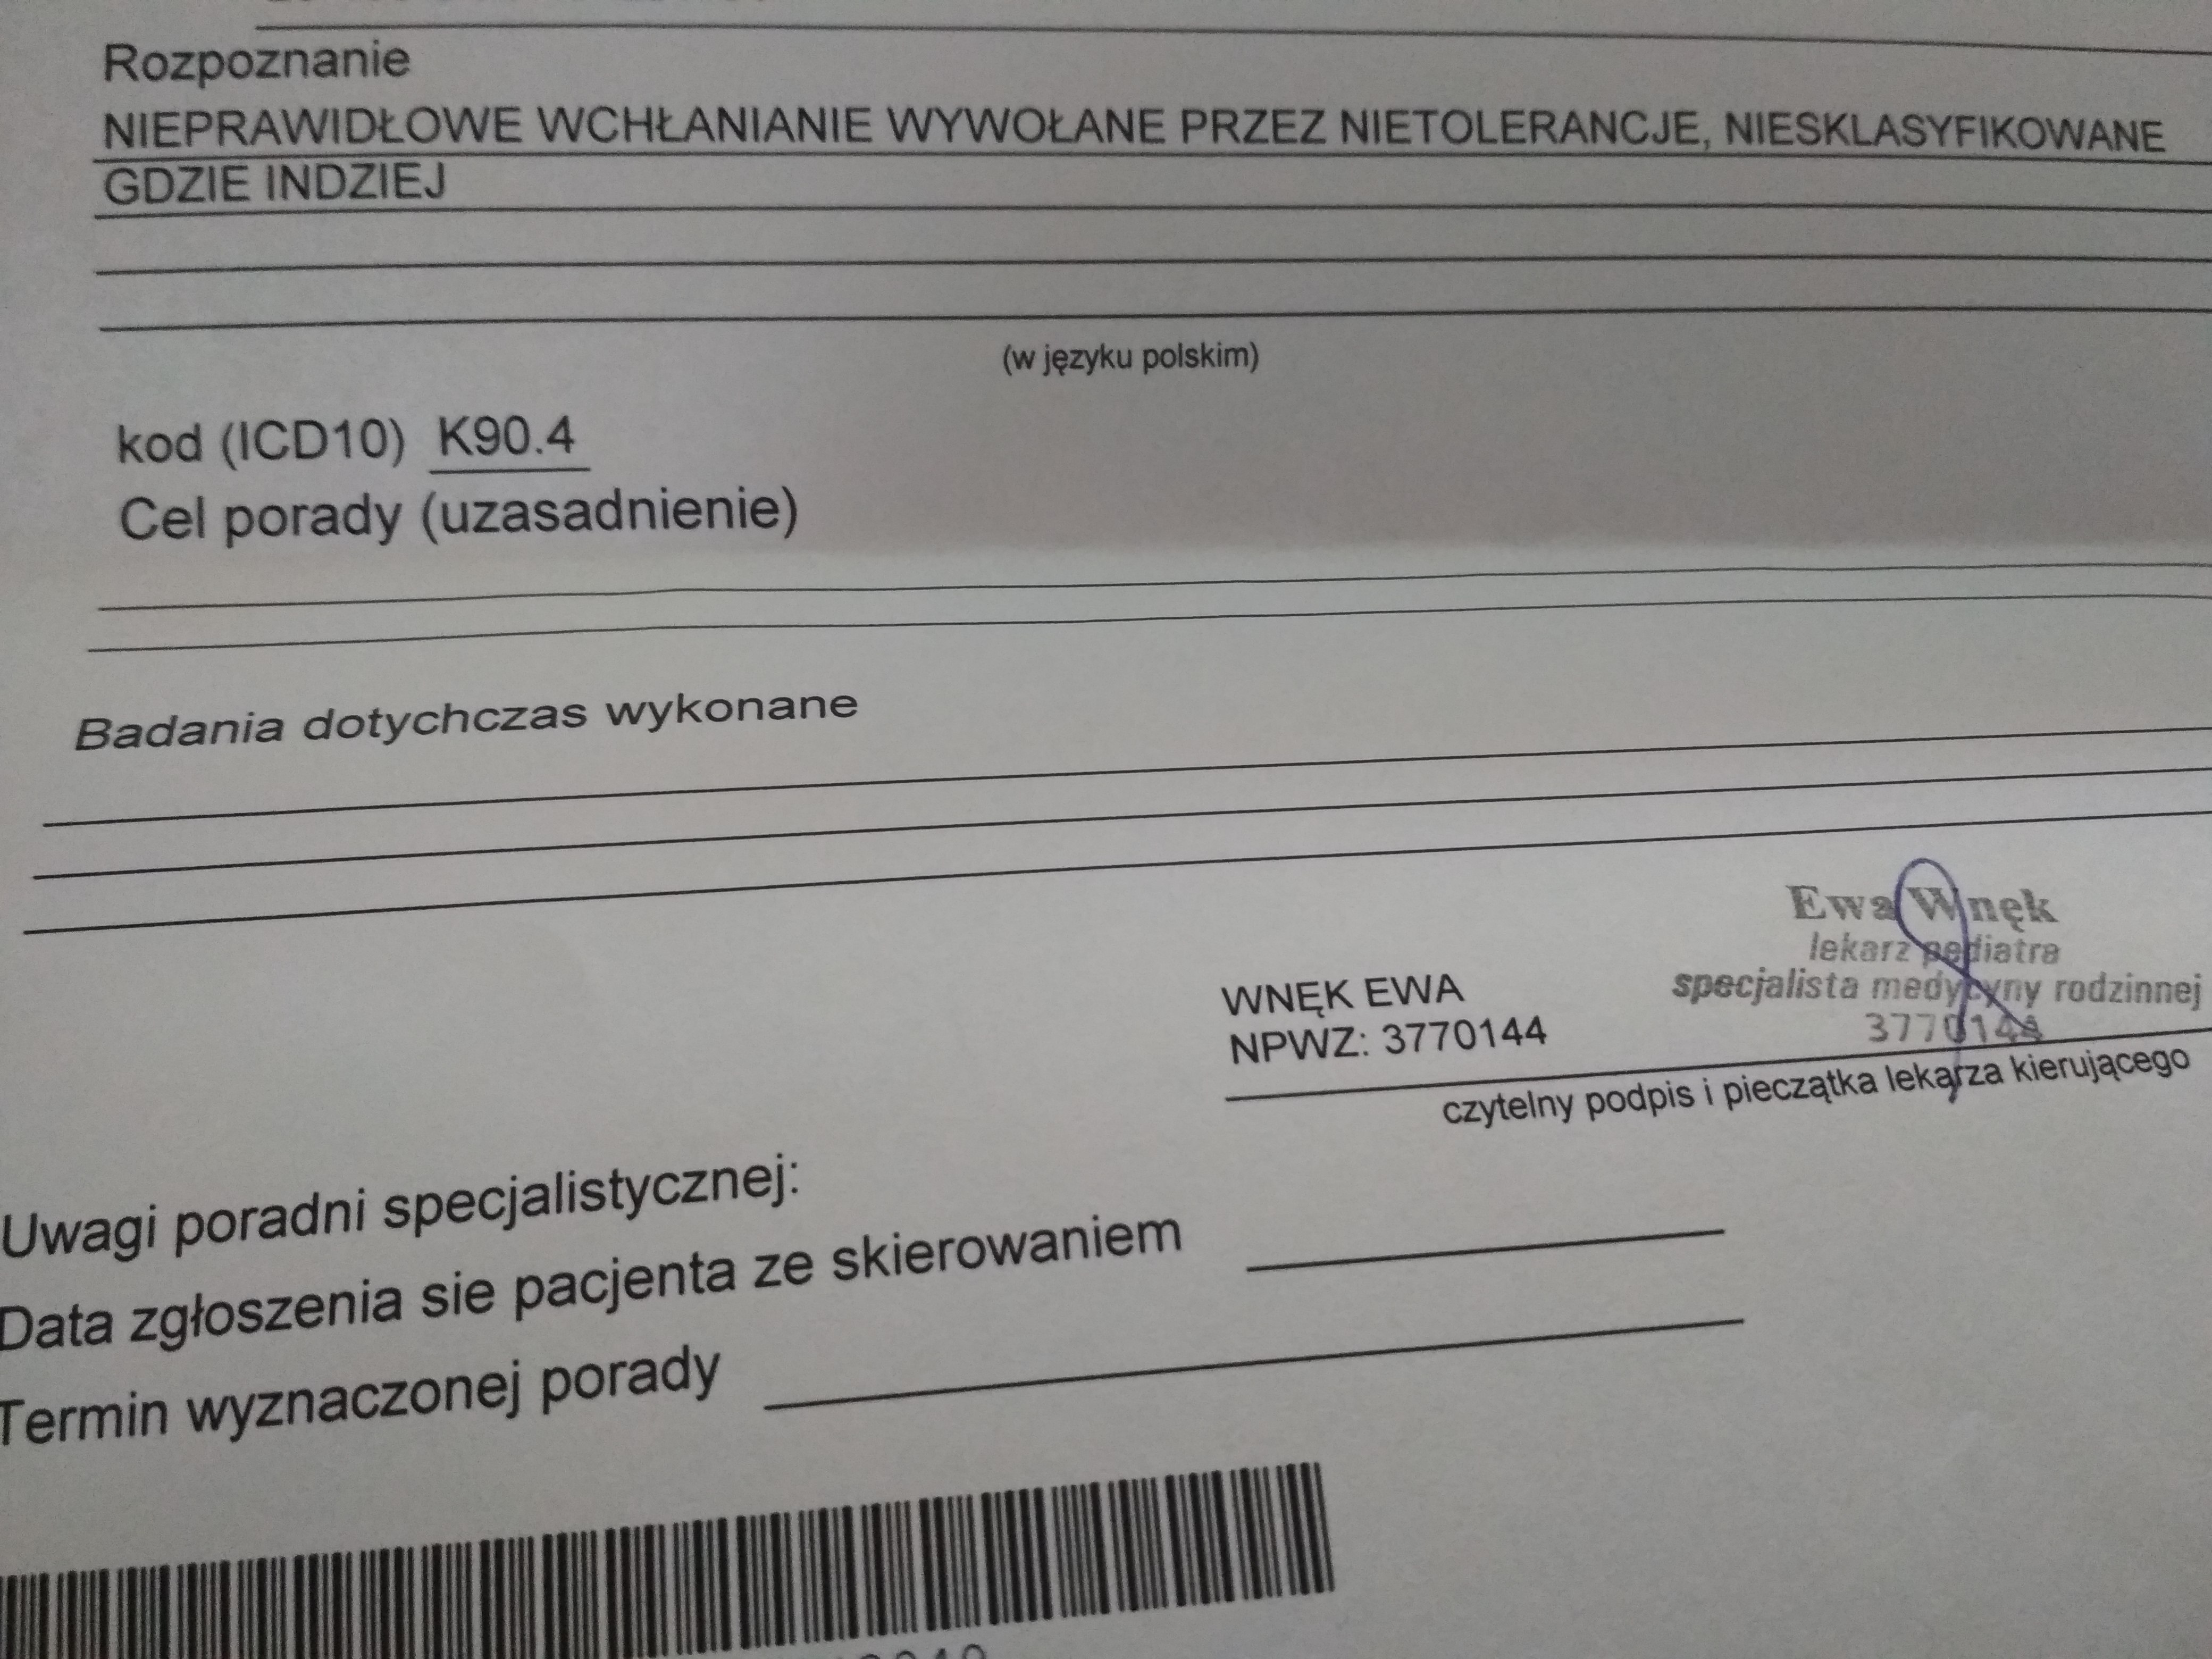 Rozpoznanie
NIEPRAWIDŁOWE WCHŁANIANIE WYWOŁANE PRZEZ NIETOLERANCJE, NIESKLASYFIKOWANE
GDZIE INDZIEJ
(w języku polskim)
kod (ICD10) K90.4
Cel porady (uzasadnienie)
Badania dotychczas wykonane
Ewa Wnęk
lekarz pediatra
specjalista medycyny rodzinnej
3770144
WNĘK EWA
NPWZ: 3770144
czytelny podpis i pieczątka lekarza kierującego
Uwagi poradni specjalistycznej:
Data zgłoszenia sie pacjenta ze skierowaniem
Termin wyznaczonej porady